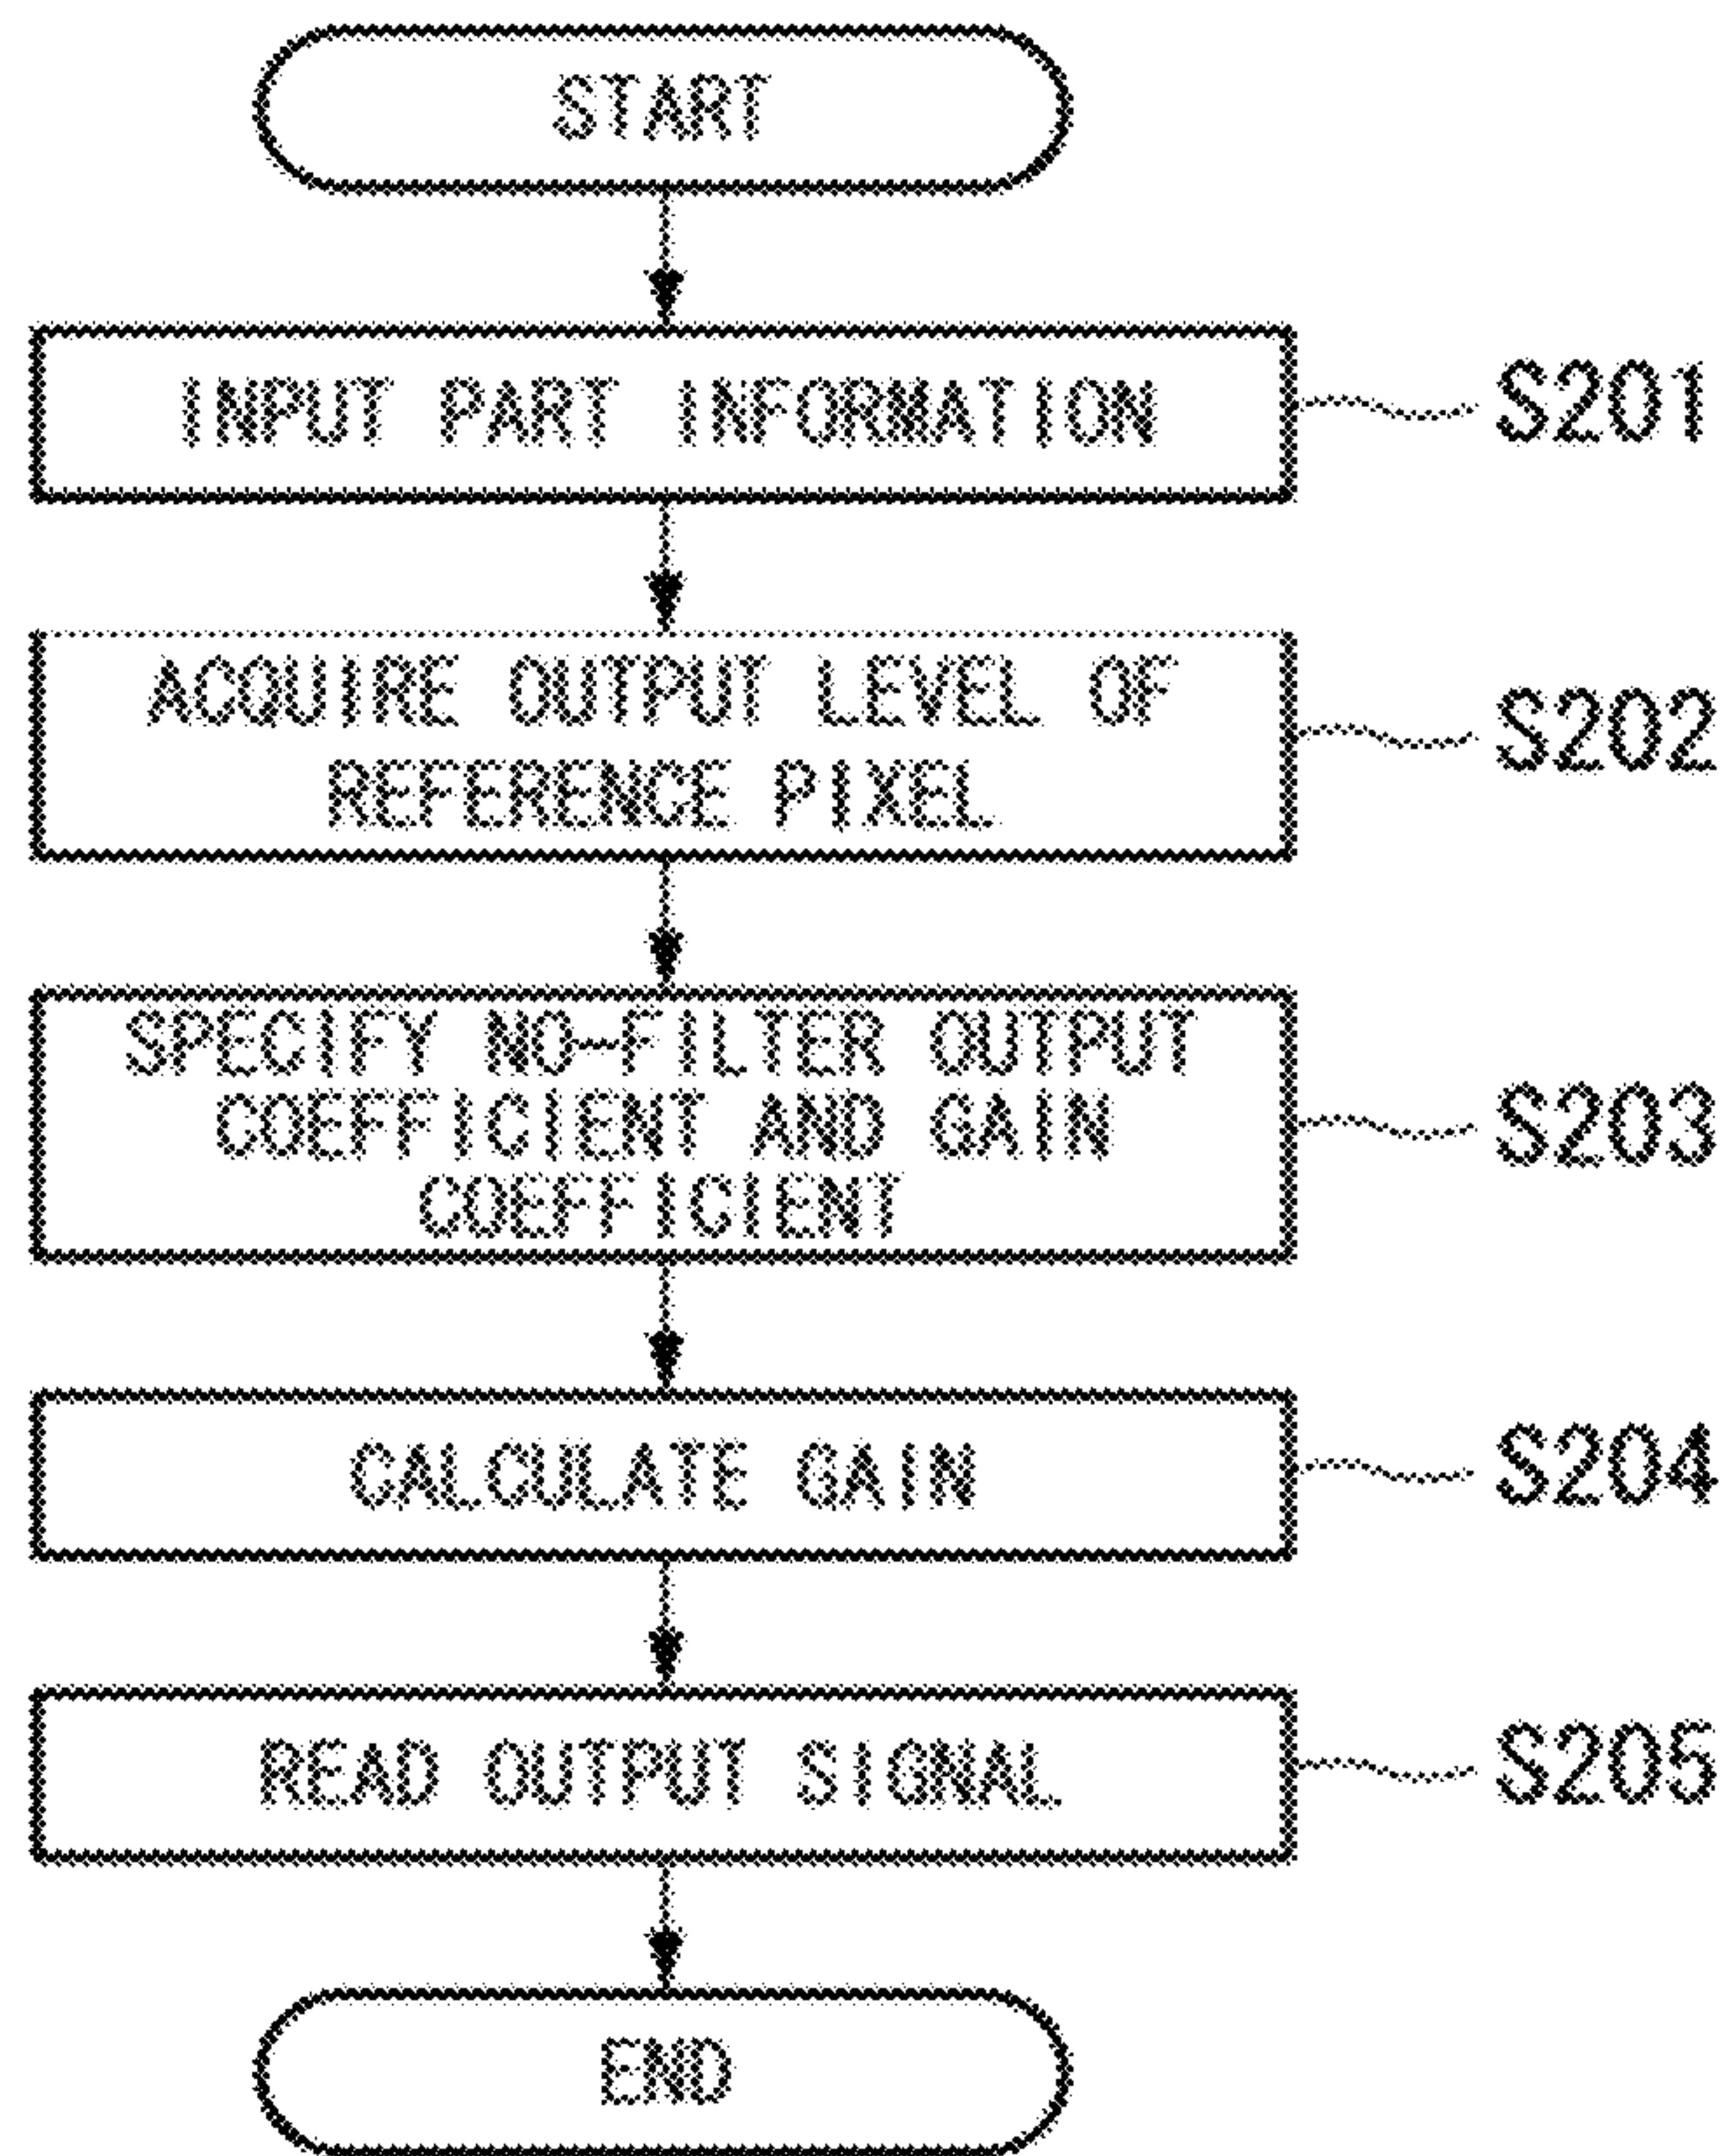 START
INPUT PART INFORMATION
S201
ACQUIRE OUTPUT LEVEL OF
REFERENCE PIXEL
S202
SPECIFY NO-FILTER OUTPUT
COEFFICIENT AND GAIN
COEFFICIENT
S203
CALCULATE GAIN
S204
READ OUTPUT SIGNAL
S205
END